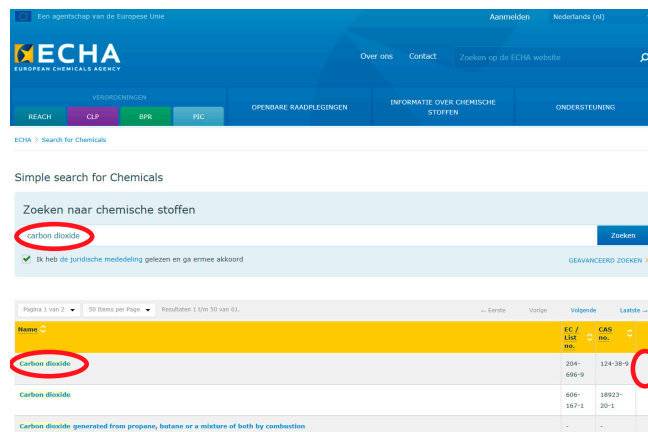 Een agentschap van de Europese Unie
Aanmelden
Nederlands (nl)
ECHA
EUROPEAN CHEMICALS AGENCY
Over ons
Contact
Zoeken op de ECHA website
VERORDENINGEN
REACH
CLP
BPR
PIC
OPENBARE RAADPLEGINGEN
INFORMATIE OVER CHEMISCHE
STOFFEN
ONDERSTEUNING
ECHA > Search for Chemicals
Simple search for Chemicals
Zoeken naar chemische stoffen
carbon dioxide
Zoeken
Ik heb de juridische mededeling gelezen en ga ermee akkoord
GEAVANCEERD ZOEKEN >
Pagina 1 van 2
50 Items per Page
Resultaten 1 t/m 50 van 61.
← Eerste
Vorige
Volgende
Laatste →
Name
EC /
List
no.
CAS
no.
Carbon dioxide
204-
696-9
124-38-9
Carbon dioxide
606-
167-1
18923-
20-1
Carbon dioxide generated from propane, butane or a mixture of both by combustion
-
-